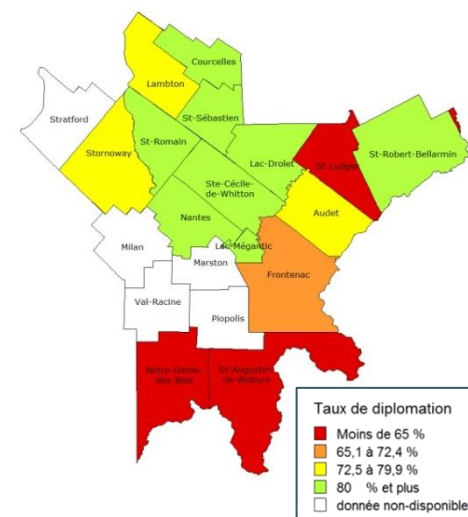 Courcelles
Lambton
Stratford
St-Sébastien
Stornoway
St-Romain
Lac-Drolet
St-Ludger
St-Robert-Bellarmin
Ste-Cécile-
de-Whitton
Audet
Nantes
Lac-Mégantic
Milan
Marston
Frontenac
Val-Racine
Piopolis
Notre-Dame-
des-Bois
St-Augustin-
de-Woburn
Taux de diplomation
Moins de 65 %
65,1 à 72,4 %
72,5 à 79,9 %
80 % et plus
donnée non-disponible